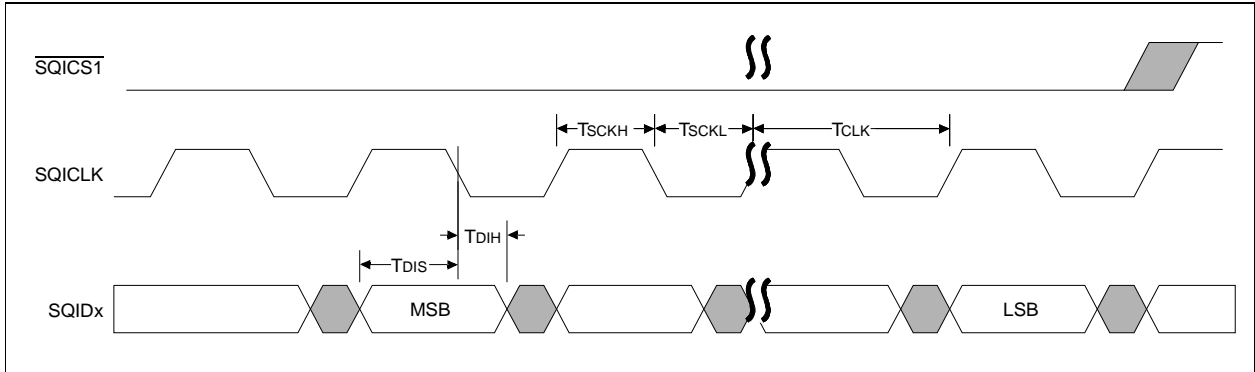 SQICS1
TSCKH TSCKL TCLK
SQICLK
TDIH
TDIS
SQIDx MSB LSB